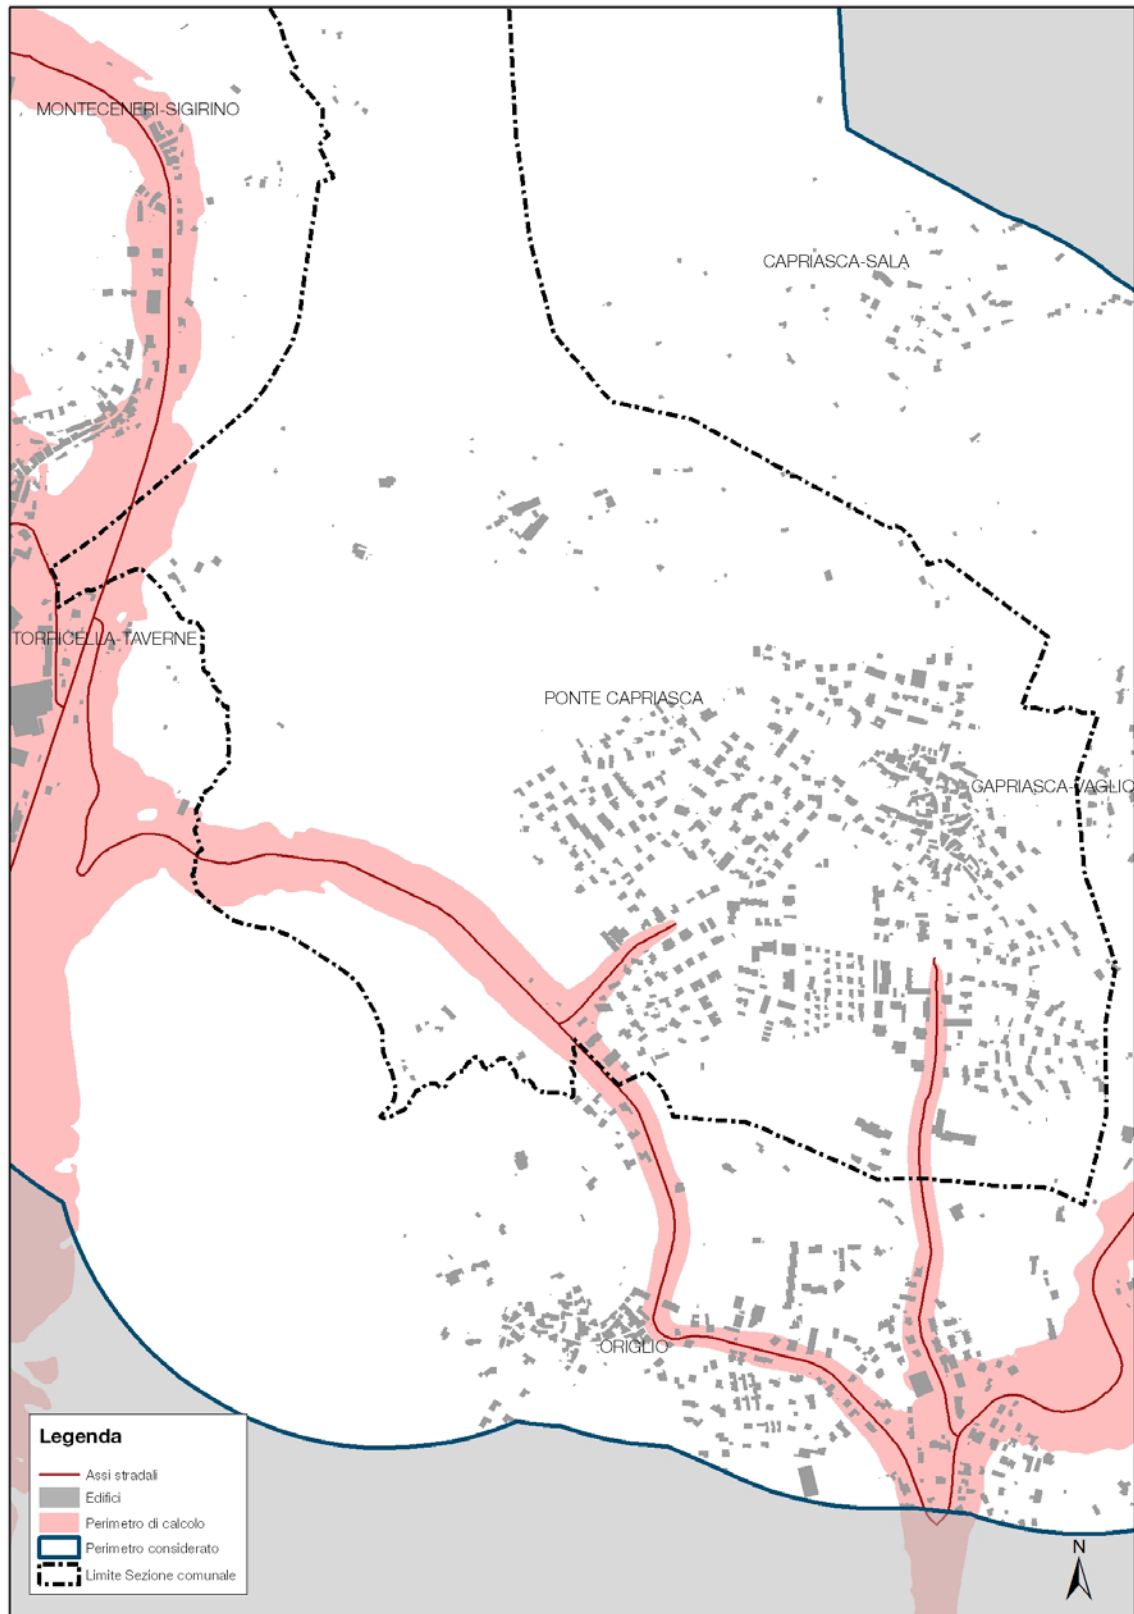 MONTECENERI-SIGIRINO
CAPRIASCA-SALA
TORRICELLA-TAVERNE
PONTE CAPRIASCA
CAPRIASCA-VAGLIO
ORIGLIO
Legenda
Assi stradali
Edifici
Perimetro di calcolo
Perimetro considerato
Limite Sezione comunale
N